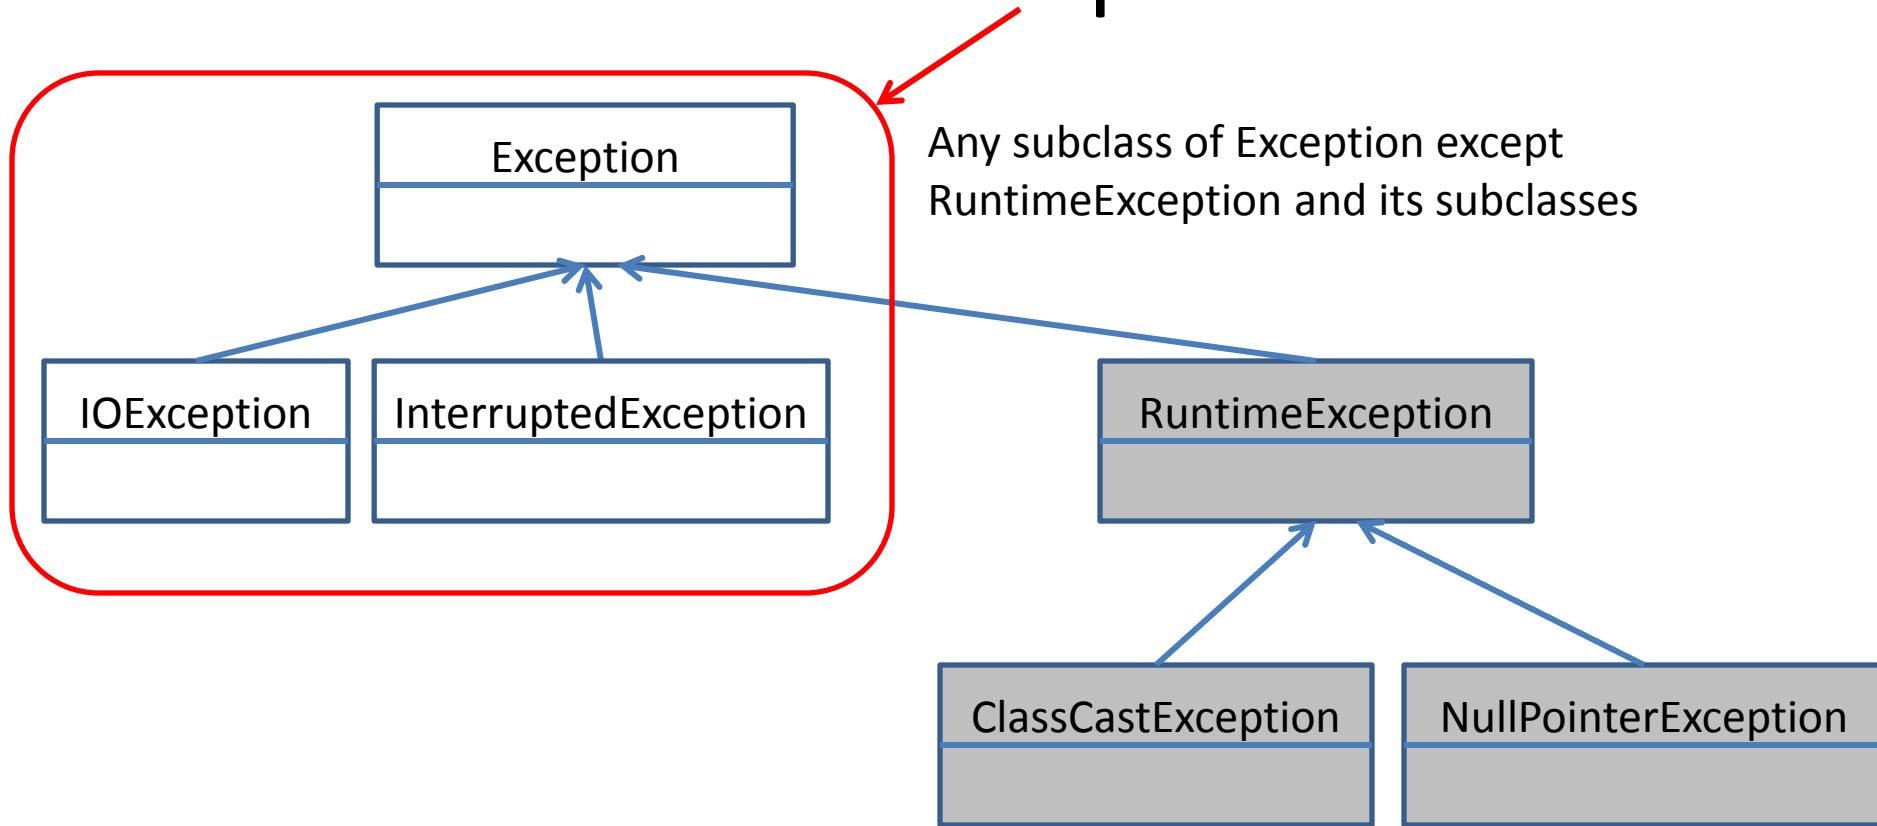 Exception
Any subclass of Exception except
RuntimeException and its subclasses
IOException
InterruptedException
RuntimeException
ClassCastException
NullPointerException